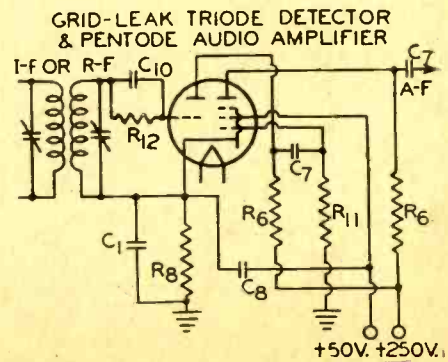 GRID-LEAK TRIODE DETECTOR
& PENTODE AUDIO AMPLIFIER
I-f OR R-F
C10
C7
A-F
R12
C7
R6
R11
R6
C1
R8
C8
+50V. +250V.